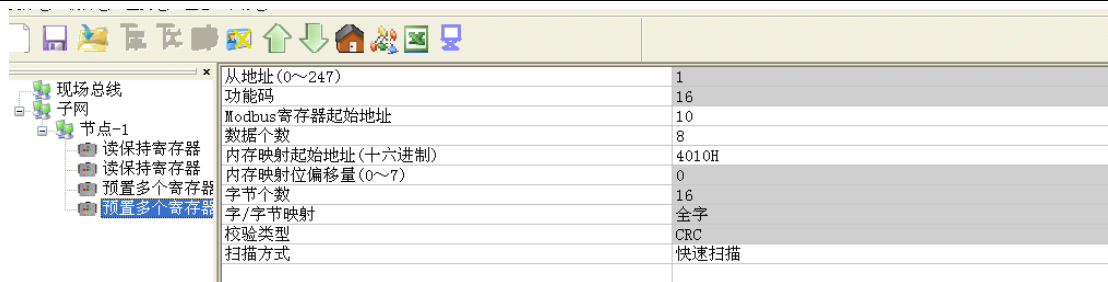 现场总线
子网
节点-1
读保持寄存器
读保持寄存器
预置多个寄存器
预置多个寄存器
从地址(0～247) 1
功能码 16
Modbus寄存器起始地址 10
数据个数 8
内存映射起始地址(十六进制) 4010H
内存映射位偏移量(0～7) 0
字节个数 16
字/字节映射 全字
校验类型 CRC
扫描方式 快速扫描